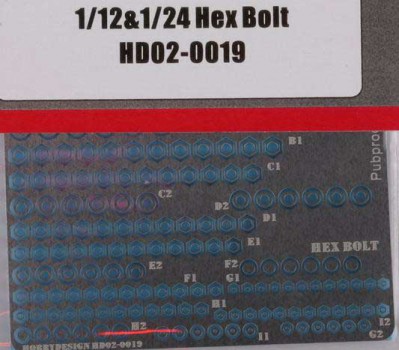 1/12&1/24 Hex Bolt
HD02-0019
B1
C1
C2
D2
D1
E1
HEX BOLT
E2
F2
F1
G1
H1
I2
H2
I1
G2
HOBBYDESIGN HD02-0019